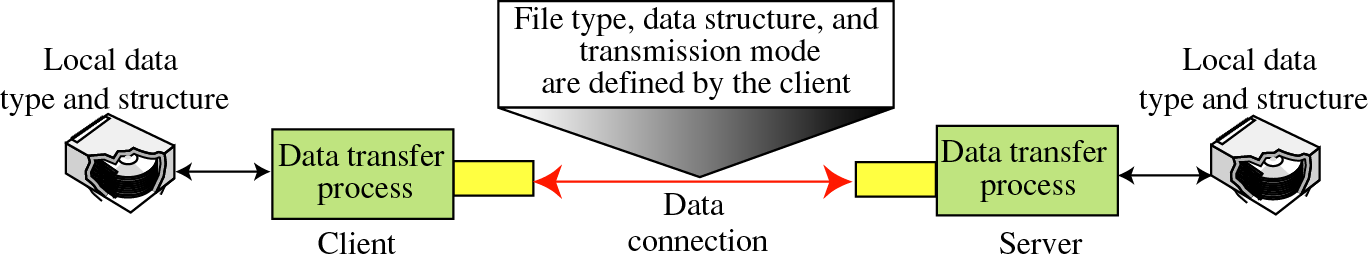 File type, data structure, and
transmission mode
are defined by the client
Local data
type and structure
Local data
type and structure
Data transfer
process
Data transfer
process
Data
connection
Client
Server